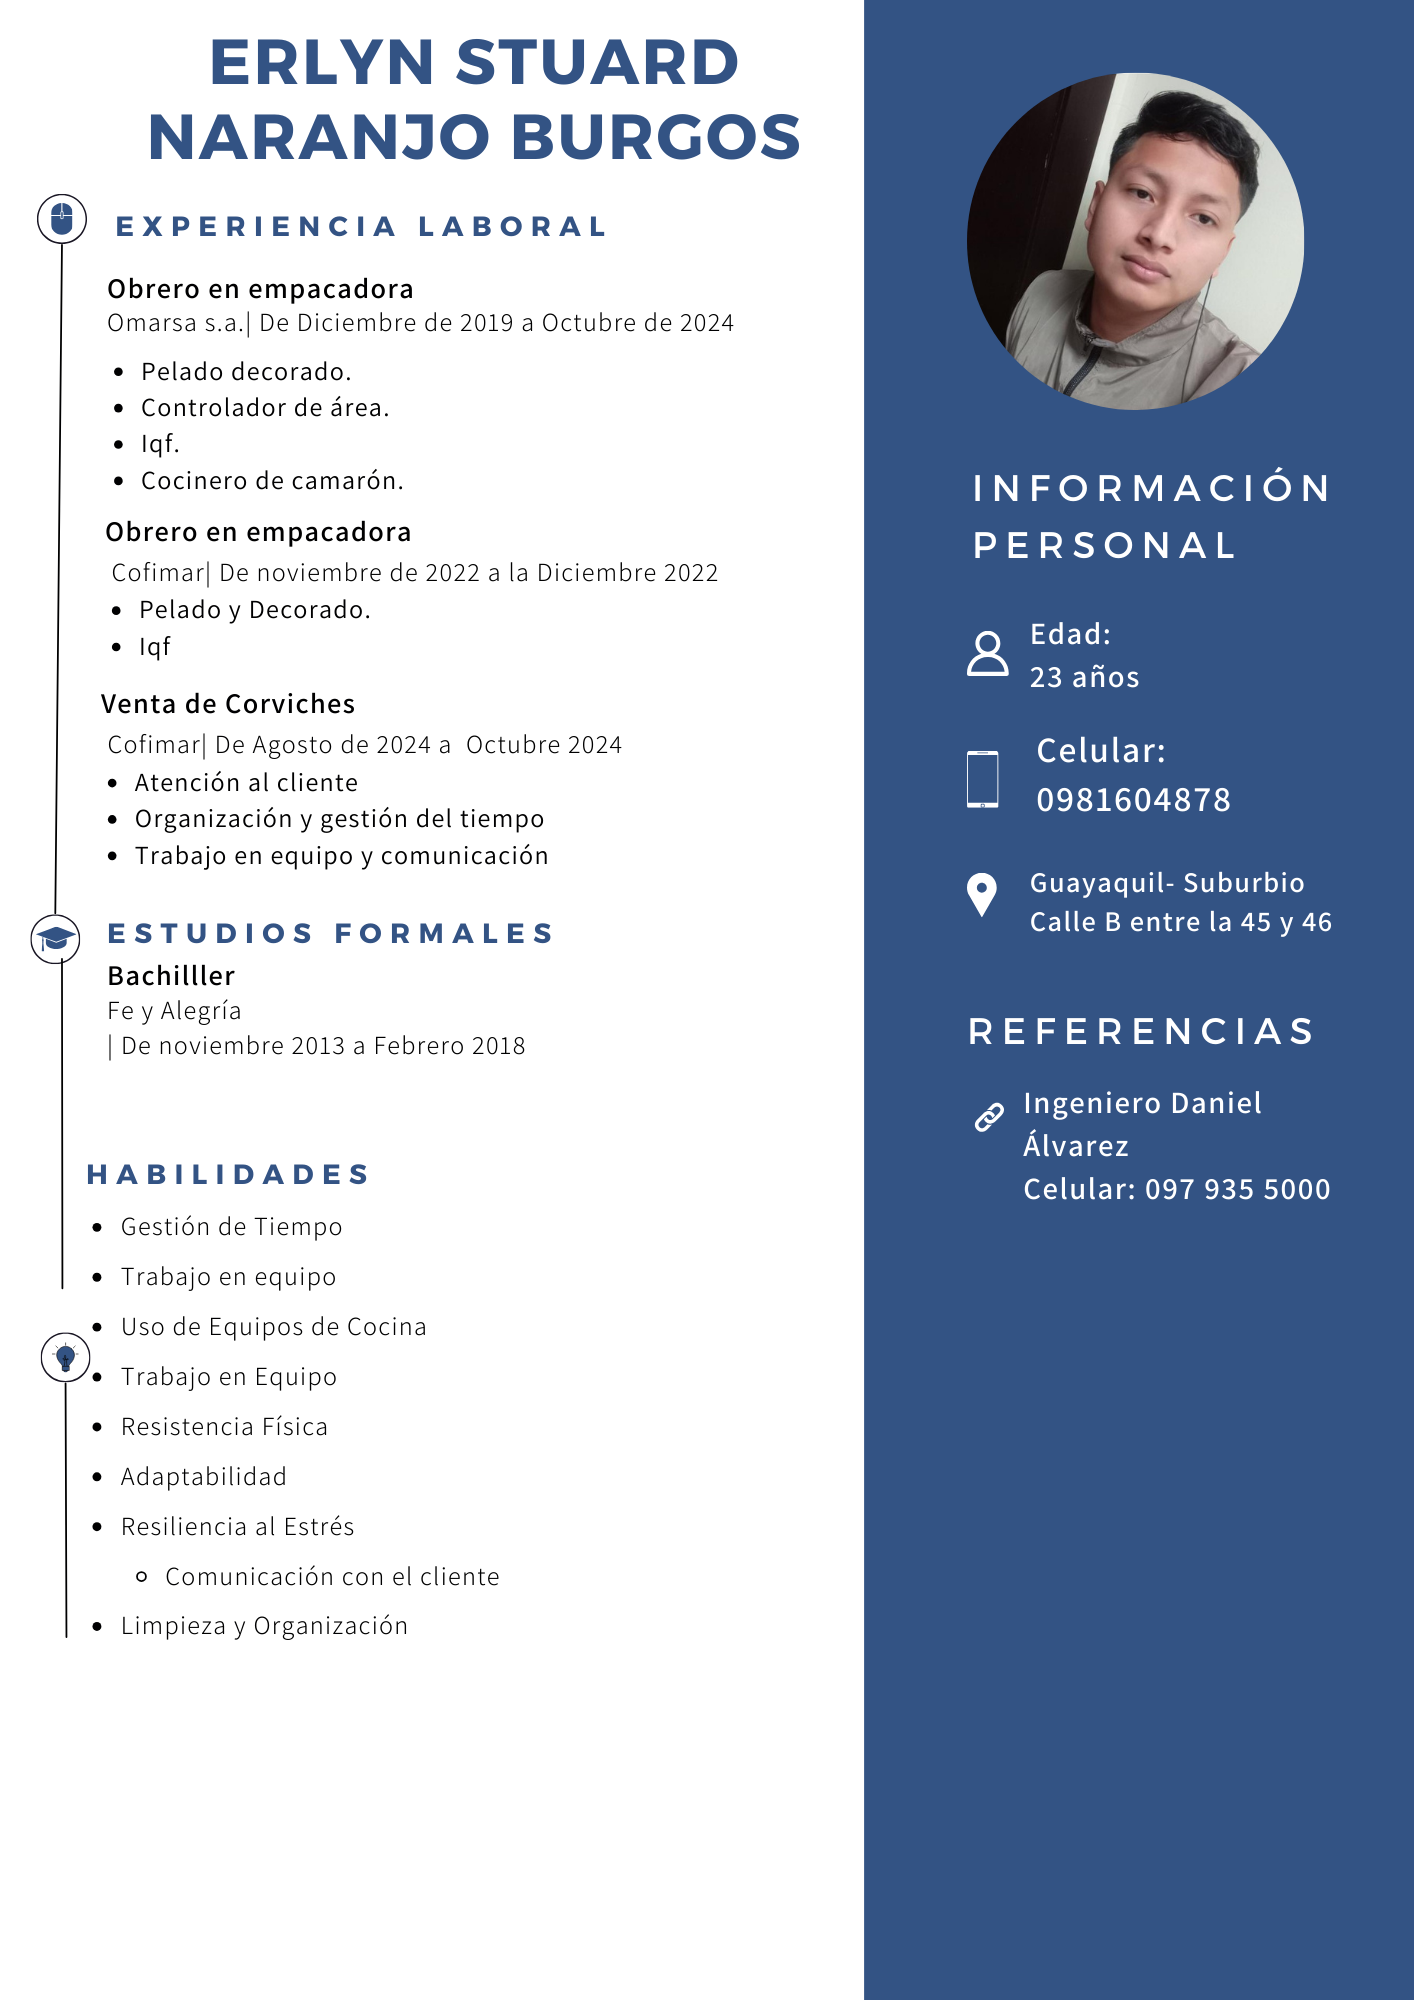 ERLYN STUARD
NARANJO BURGOS
EXPERIENCIA LABORAL
Obrero en empacadora
Omarsa s.a.| De Diciembre de 2019 a Octubre de 2024
• Pelado decorado.
• Controlador de área.
• Iqf.
• Cocinero de camarón.
Obrero en empacadora
Cofimar| De noviembre de 2022 a la Diciembre 2022
• Pelado y Decorado.
• Iqf
Venta de Corviches
Cofimar| De Agosto de 2024 a  Octubre 2024
• Atención al cliente
• Organización y gestión del tiempo
• Trabajo en equipo y comunicación
ESTUDIOS FORMALES
Bachilller
Fe y Alegría
| De noviembre 2013 a Febrero 2018
HABILIDADES
• Gestión de Tiempo
• Trabajo en equipo
• Uso de Equipos de Cocina
• Trabajo en Equipo
• Resistencia Física
• Adaptabilidad
• Resiliencia al Estrés
◦ Comunicación con el cliente
• Limpieza y Organización
INFORMACIÓN
PERSONAL
Edad:
23 años
Celular:
0981604878
Guayaquil- Suburbio
Calle B entre la 45 y 46
REFERENCIAS
Ingeniero Daniel
Álvarez
Celular: 097 935 5000